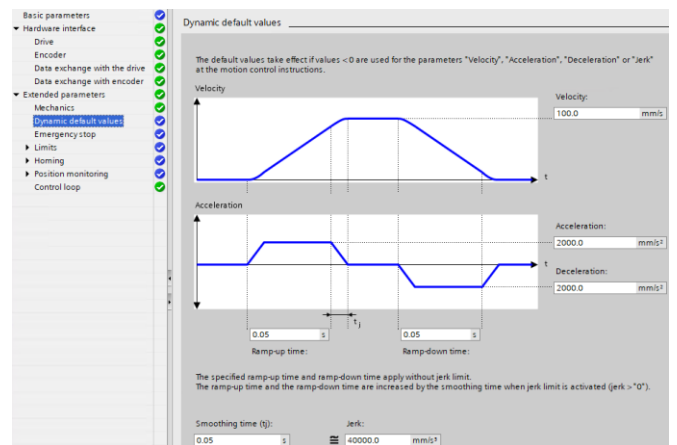 Basic parameters
Hardware interface
Drive
Encoder
Data exchange with the drive
Data exchange with encoder
Extended parameters
Mechanics
Dynamic default values
Emergency stop
Limits
Homing
Position monitoring
Control loop
Dynamic default values
The default values take effect if values <0 are used for the parameters "Velocity", "Acceleration", "Deceleration" or "Jerk"
at the motion control instructions.
Velocity
Velocity:
100.0 mm/s
t
Acceleration
Acceleration:
2000.0 mm/s²
t
Deceleration:
2000.0 mm/s²
tj
0.05 s 0.05 s
Ramp-up time: Ramp-down time:
The specified ramp-up time and ramp-down time apply without jerk limit.
The ramp-up time and the ramp-down time are increased by the smoothing time when jerk limit is activated (jerk >"0").
Smoothing time (tj): Jerk:
0.05 s ≅ 40000.0 mm/s³